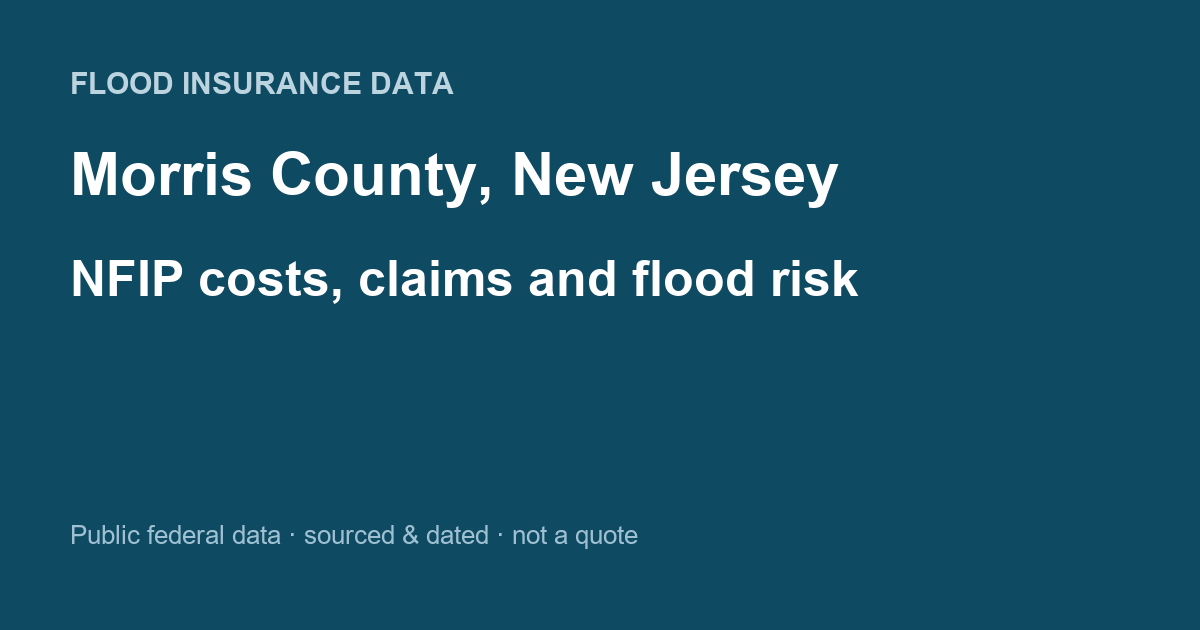 FLOOD INSURANCE DATA
Morris County, New Jersey
NFIP costs, claims and flood risk
Public federal data · sourced & dated · not a quote